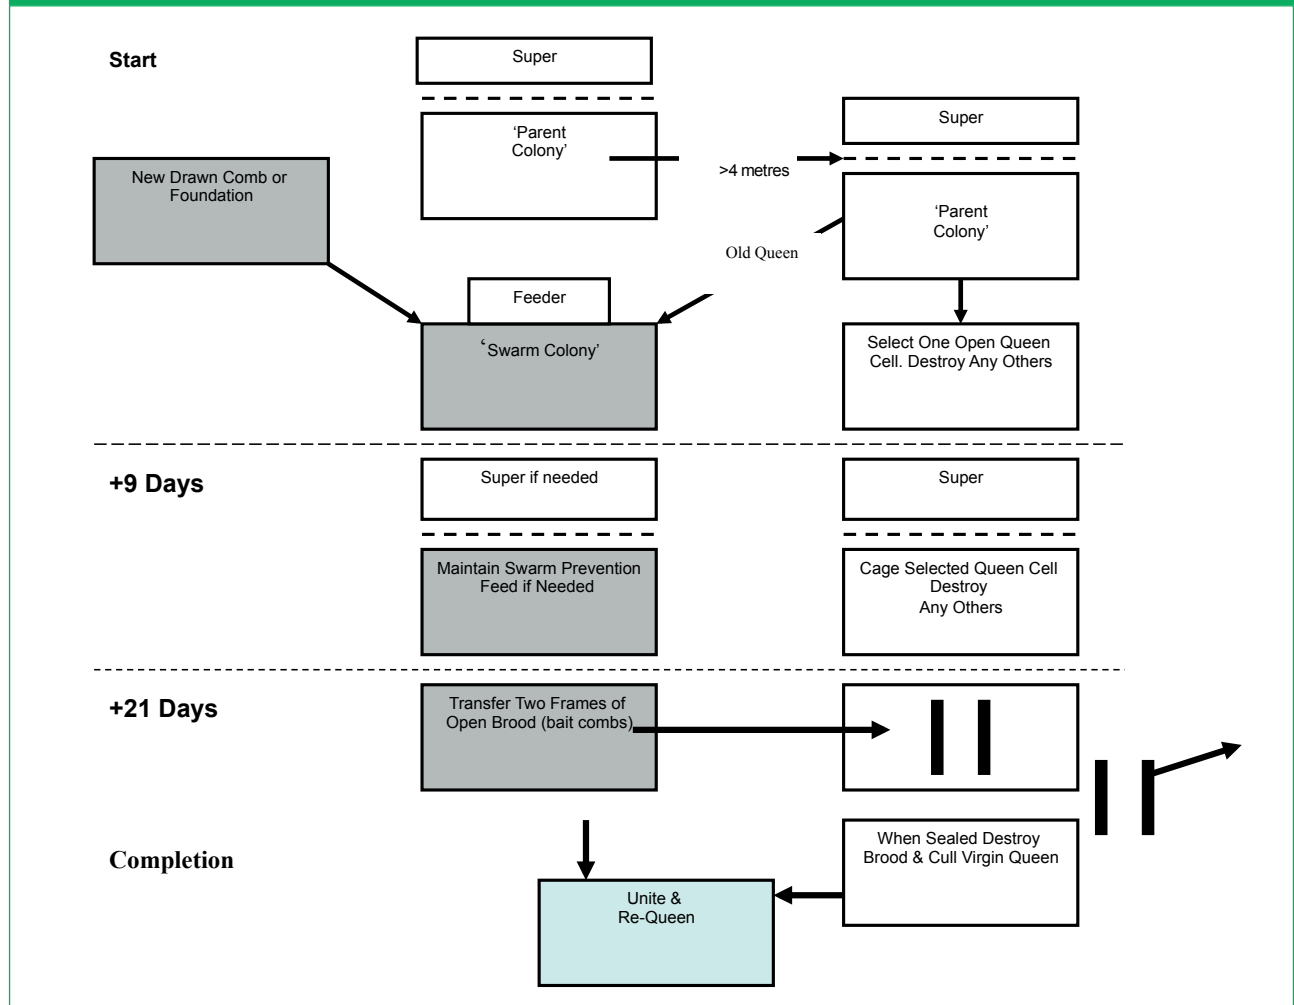 Start
Super
‘Parent
Colony’
>4 metres
Super
‘Parent
Colony’
New Drawn Comb or
Foundation
Old Queen
Feeder
‘Swarm Colony’
Select One Open Queen
Cell. Destroy Any Others
+9 Days
Super if needed
Super
Maintain Swarm Prevention
Feed if Needed
Cage Selected Queen Cell
Destroy
Any Others
+21 Days
Transfer Two Frames of
Open Brood (bait combs)
Completion
When Sealed Destroy
Brood & Cull Virgin Queen
Unite &
Re-Queen